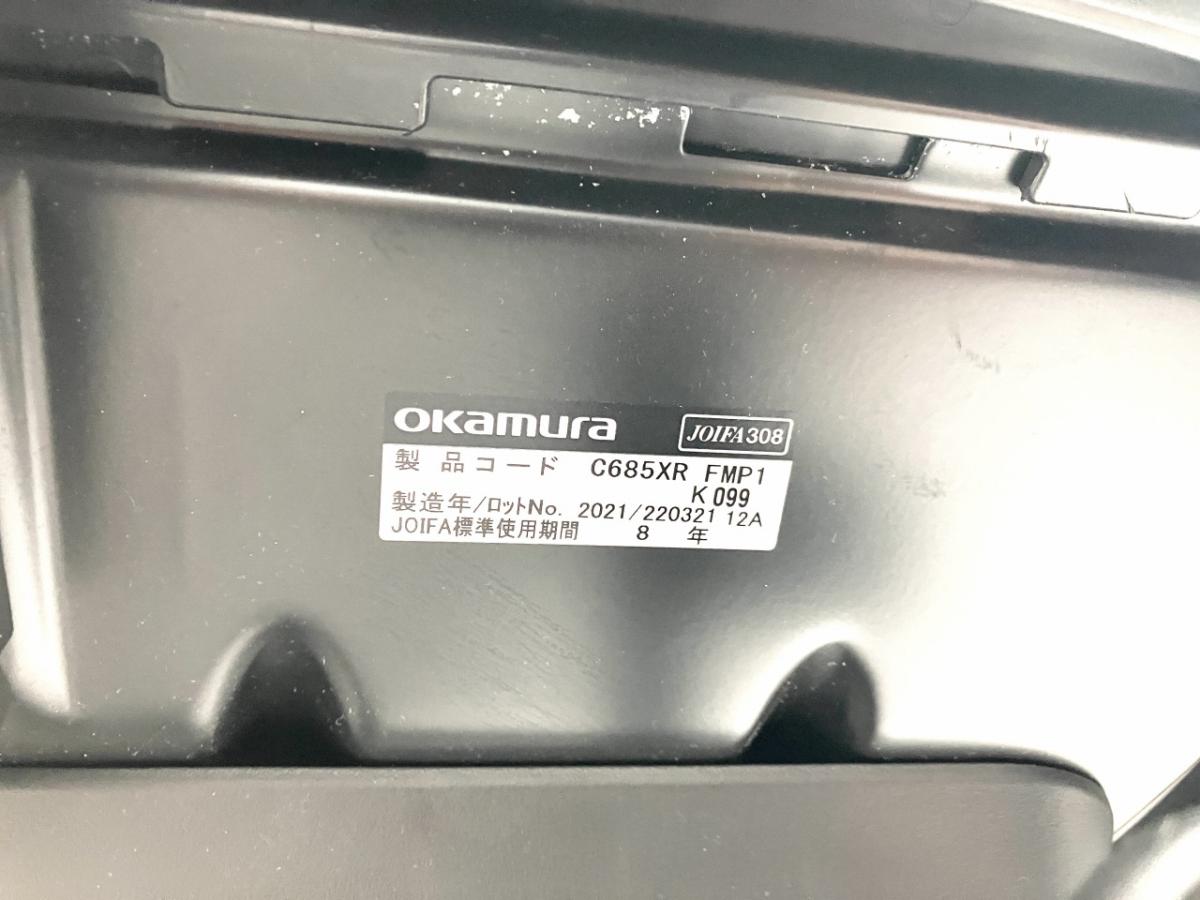 okamura JOIFA308
製品コード C685XR FMP1
K099
製造年/ロットNo. 2021/220321 12A
JOIFA標準使用期間 8 年